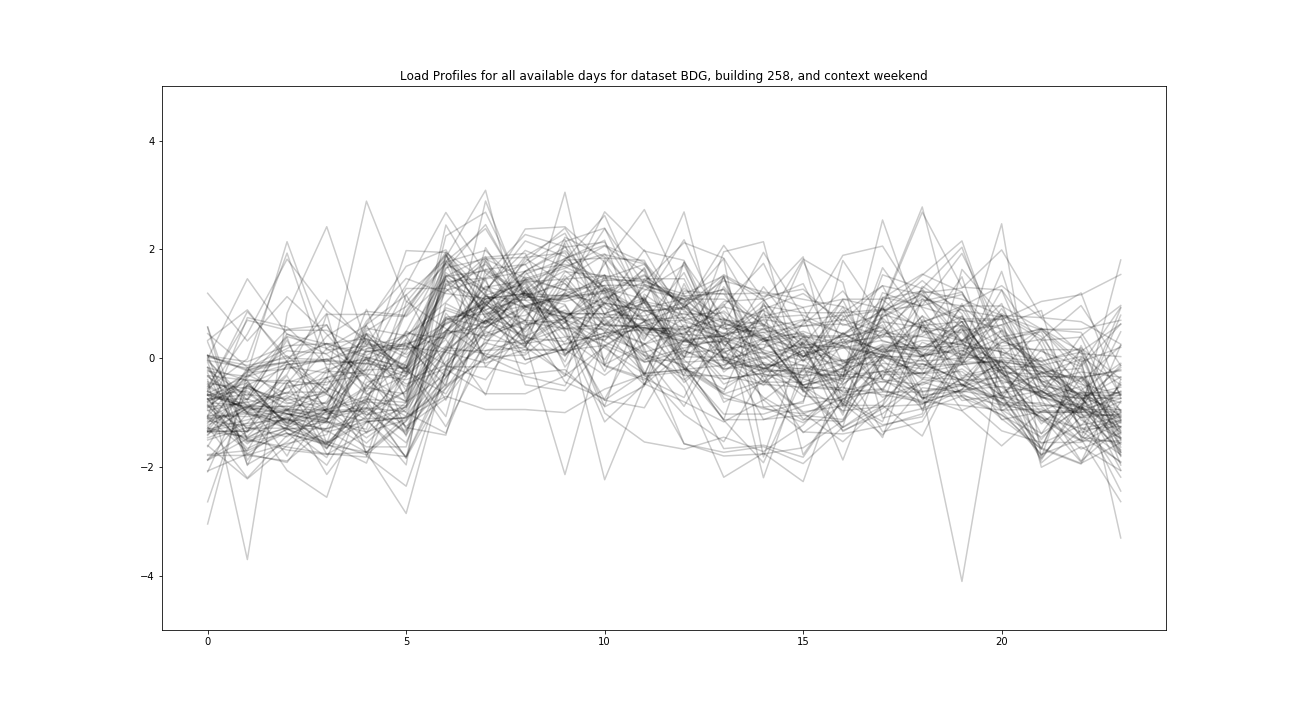 Load Profiles for all available days for dataset BDG, building 258, and context weekend
4
2
0
−2
−4
0 5 10 15 20